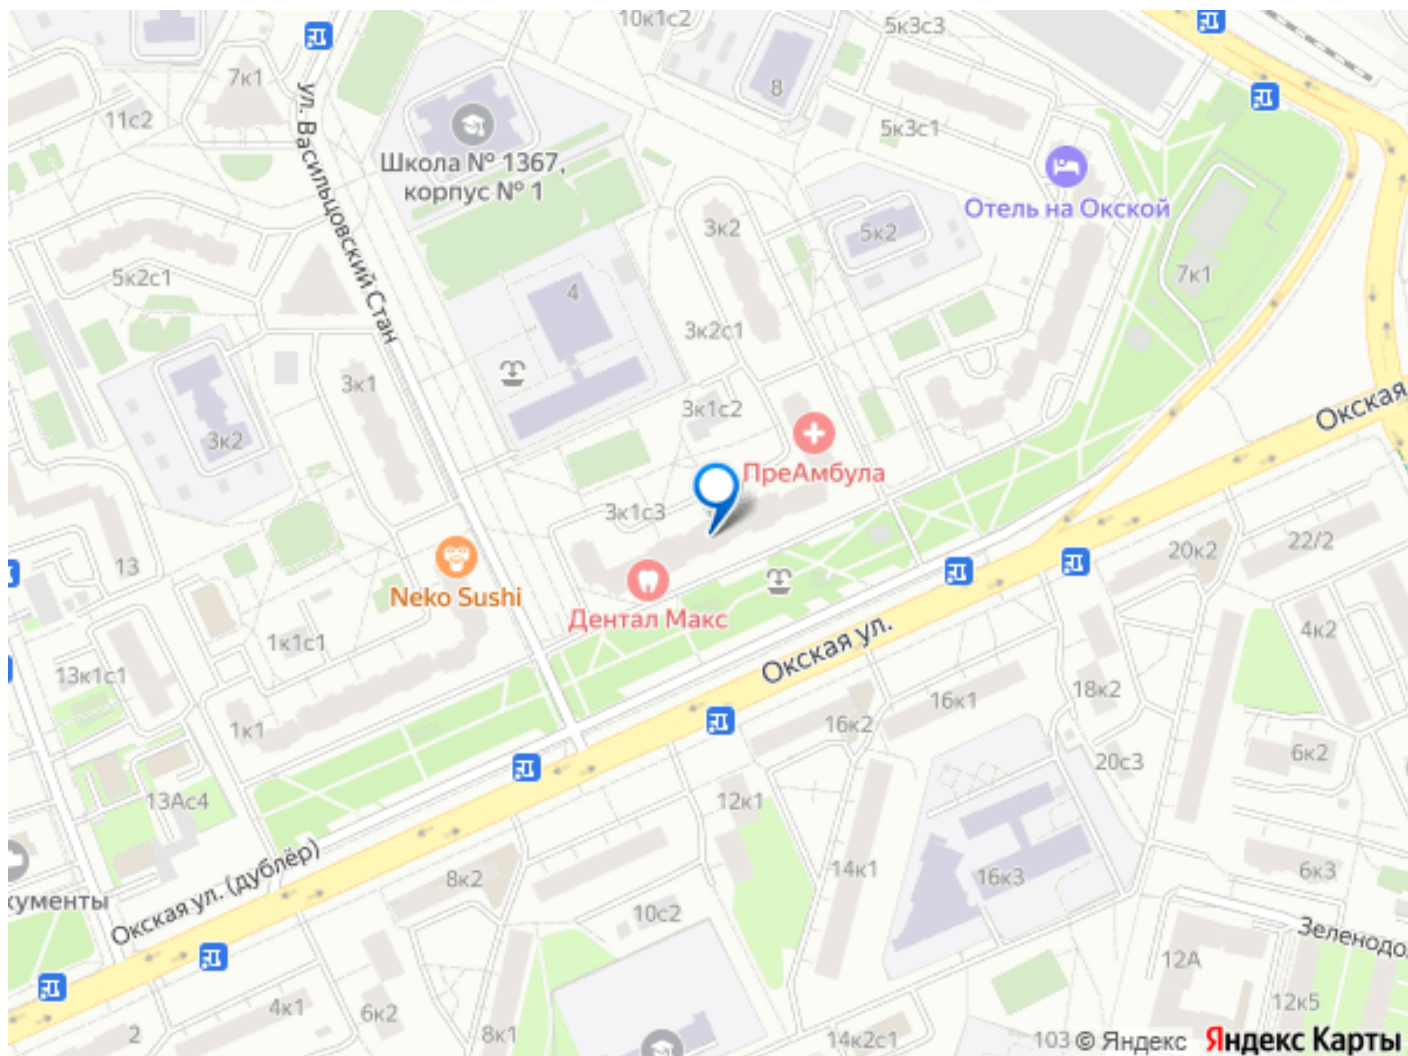 10к1с2
5к3с3
7к1
8
11с2
5к3с1
ул. Васильцовский Стан
Школа № 1367,
корпус № 1
Отель на Окской
3к2
5к2
7к1
5к2с1
4
3к2с1
3к1
3к1с2
Окская
3к2
ПреАмбула
3к1с3
20к2
22/2
13
Neko Sushi
Дентал Макс
1к1с1
Окская ул.
4к2
13к1с1
18к2
16к1
1к1
16к2
6к2
20с3
13Ас4
12к1
Окская ул. (дублёр)
8к2
14к1
16к3
6к3
кументы
10с2
Зеленодо
12А
4к1
6к2
12к5
2
8к1
14к2с1
103
© Яндекс
Яндекс Карты